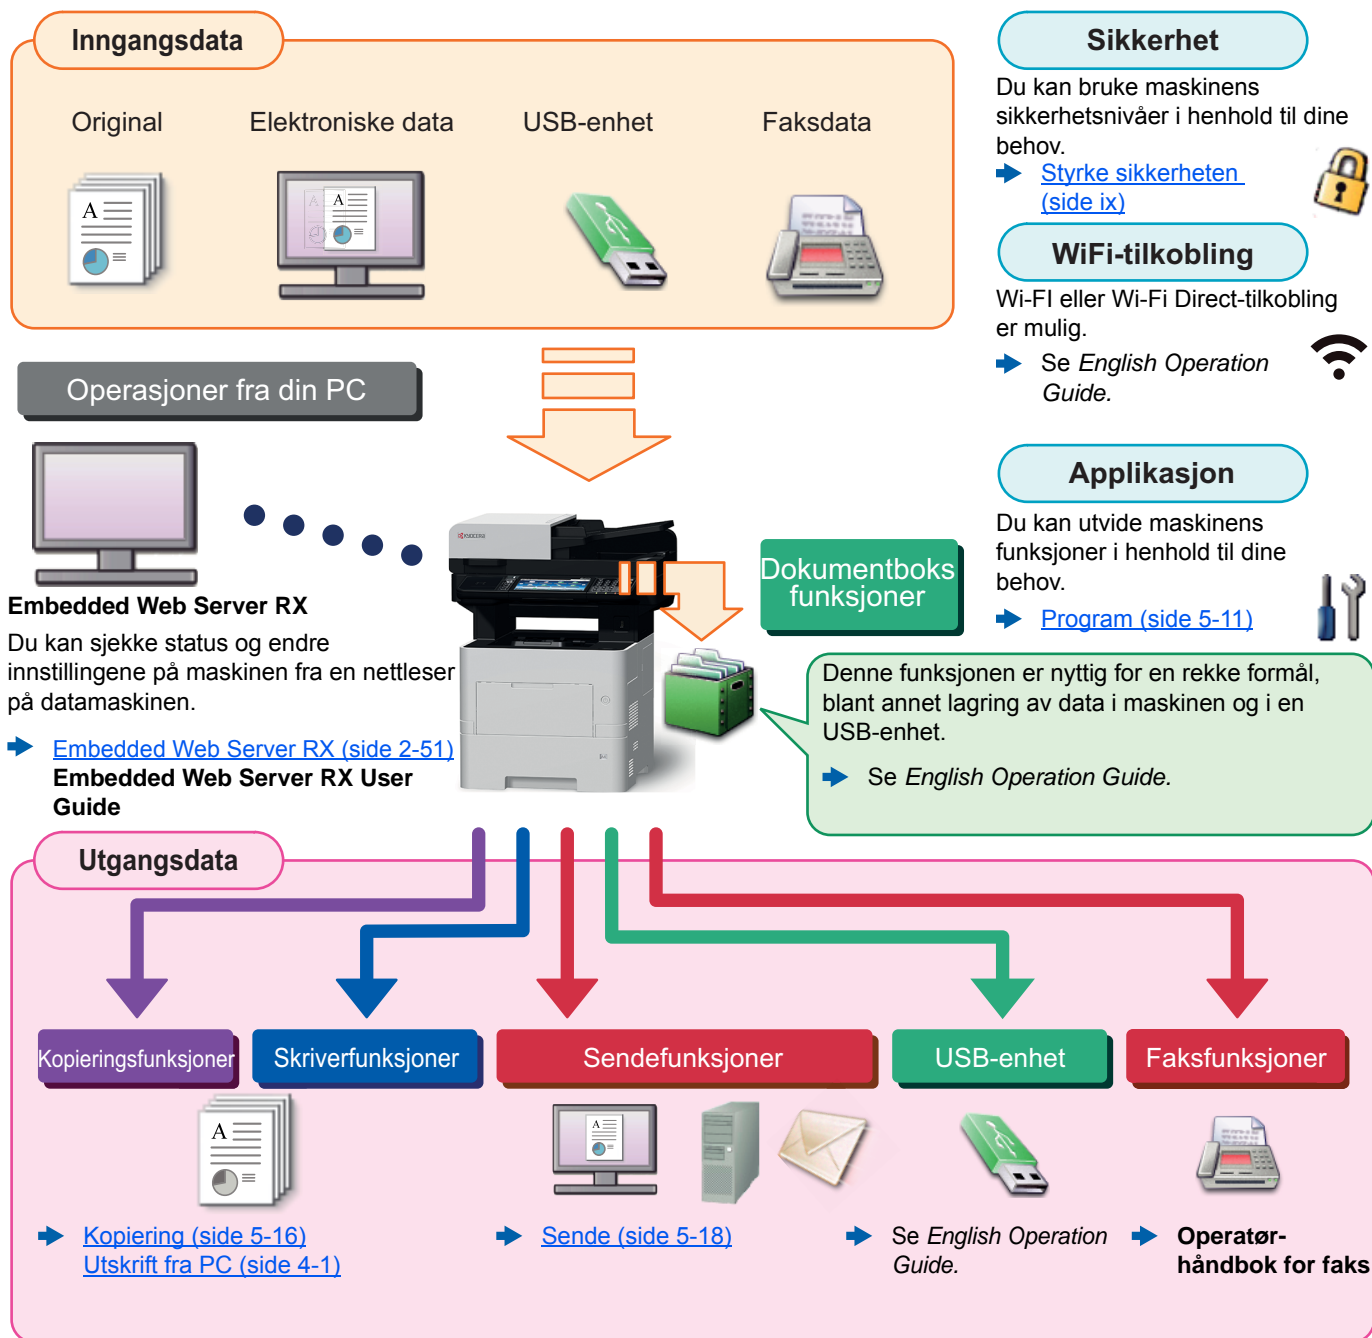 Inngangsdata
Original
Elektroniske data
USB-enhet
Faksdata
Sikkerhet
Du kan bruke maskinens
sikkerhetsnivåer i henhold til dine
behov.
Styrke sikkerheten
(side ix)
WiFi-tilkobling
Wi-FI eller Wi-Fi Direct-tilkobling
er mulig.
Se English Operation
Guide.
Applikasjon
Du kan utvide maskinens
funksjoner i henhold til dine
behov.
Program (side 5-11)
Operasjoner fra din PC
Embedded Web Server RX
Du kan sjekke status og endre
innstillingene på maskinen fra en nettleser
på datamaskinen.
Embedded Web Server RX (side 2-51)
Embedded Web Server RX User
Guide
KYOCERA
Dokumentboks
funksjoner
Denne funksjonen er nyttig for en rekke formål,
blant annet lagring av data i maskinen og i en
USB-enhet.
Se English Operation Guide.
Utgangsdata
Kopieringsfunksjoner
Skriverfunksjoner
Sendefunksjoner
USB-enhet
Faksfunksjoner
A
A
A
A
Kopiering (side 5-16)
Utskrift fra PC (side 4-1)
Sende (side 5-18)
Se English Operation
Guide.
Operatør-
håndbok for faks